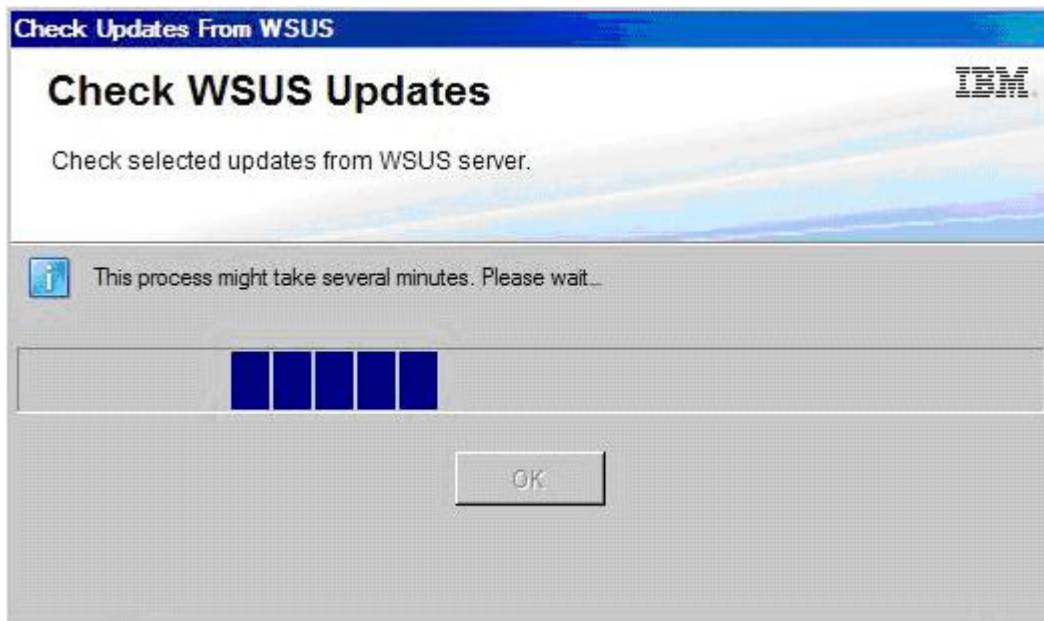 Check Updates From WSUS
Check WSUS Updates
IBM.
Check selected updates from WSUS server.
This process might take several minutes. Please wait...
OK